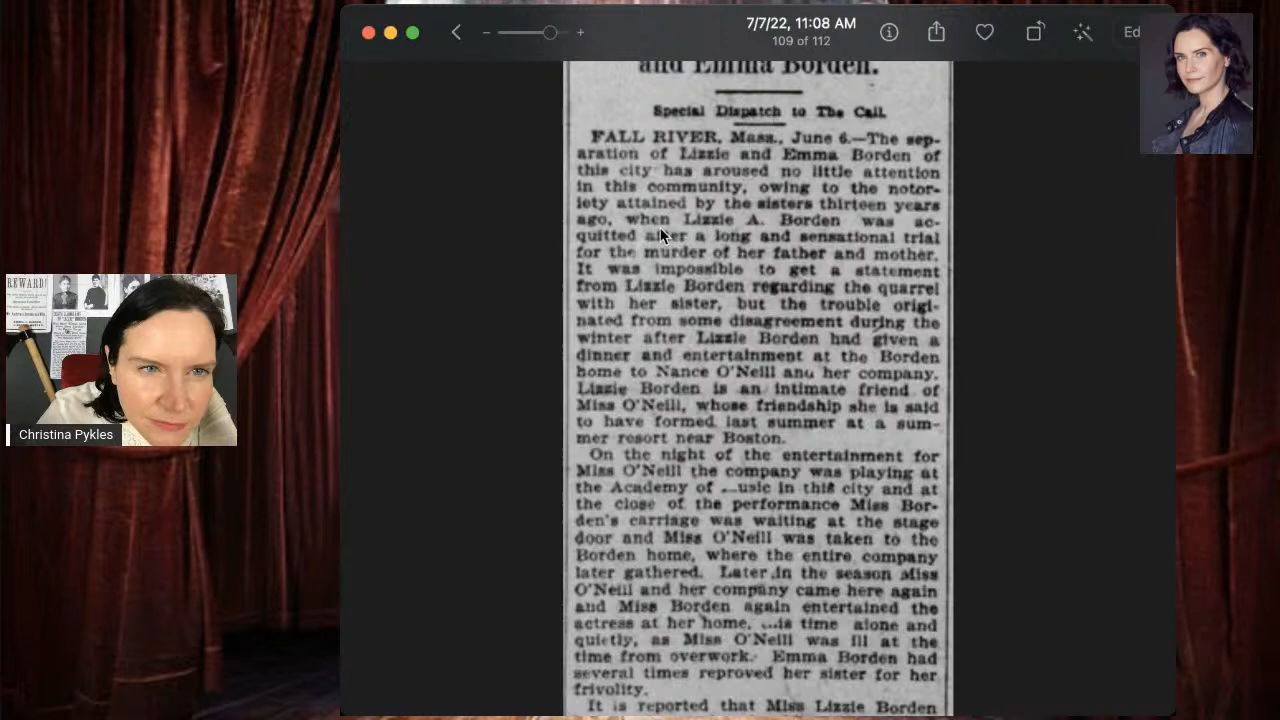 7/7/22, 11:08 AM
109 of 112
Ed
and Emma Borden.
Special Dispatch to The Call.
FALL RIVER, Mass., June 6.—The sep-
aration of Lizzie and Emma Borden of
this city has aroused no little attention
in this community, owing to the notor-
iety attained by the sisters thirteen years
ago, when Lizzie A. Borden was ac-
quitted after a long and sensational trial
for the murder of her father and mother.
It was impossible to get a statement
from Lizzie Borden regarding the quarrel
with her sister, but the trouble origi-
nated from some disagreement during the
winter after Lizzie Borden had given a
dinner and entertainment at the Borden
home to Nance O'Neill and her company.
Lizzie Borden is an intimate friend of
Miss O'Neill, whose friendship she is said
to have formed last summer at a sum-
mer resort near Boston.
On the night of the entertainment for
Miss O'Neill the company was playing at
the Academy of in this city and at
the close of the performance Miss Bor-
den's carriage was waiting at the stage
door and Miss O'Neill was taken to the
Borden home, where the entire company
later gathered. Later in the season Miss
O'Neill and her company came here again
and Miss Borden again entertained the
actress at her home, time alone and
quietly, as Miss O'Neill was ill at the
time from overwork. Emma Borden had
several times reproved her sister for her
frivolity.
It is reported that Miss Lizzie Borden
REWARD!
Christina Pykles